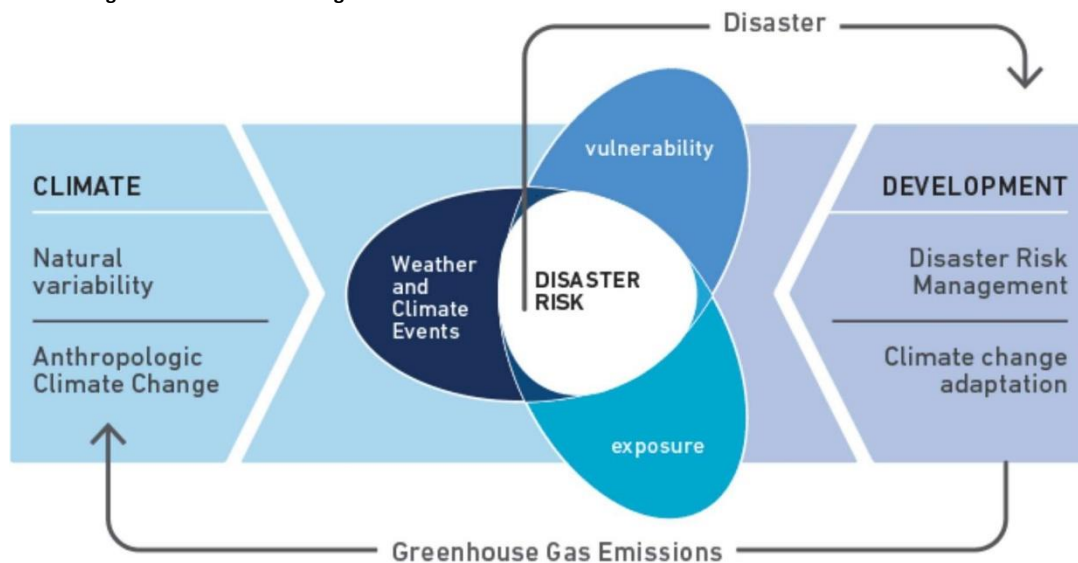 Disaster
CLIMATE
Natural
variability
Anthropologic
Climate Change
Weather
and
Climate
Events
DISASTER
RISK
vulnerability
exposure
DEVELOPMENT
Disaster Risk
Management
Climate change
adaptation
Greenhouse Gas Emissions